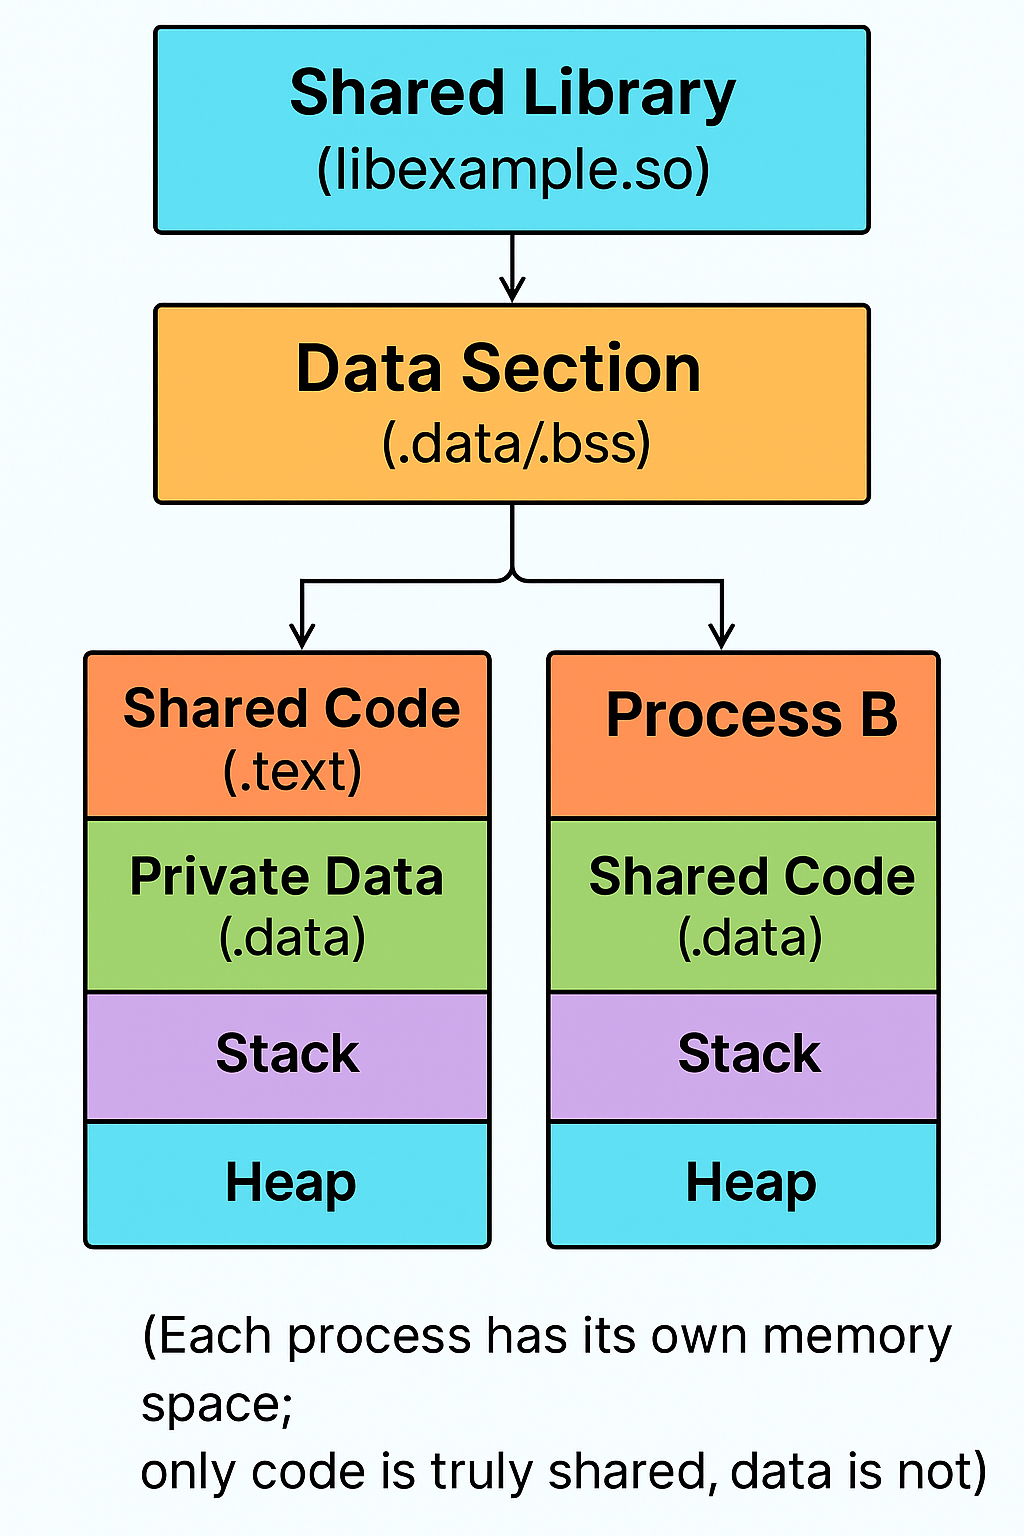 Shared Library
(libexample.so)
Data Section
(.data/.bss)
Shared Code
(.text)
Private Data
(.data)
Stack
Heap
Process B
Shared Code
(.data)
Stack
Heap
(Each process has its own memory
space;
only code is truly shared, data is not)